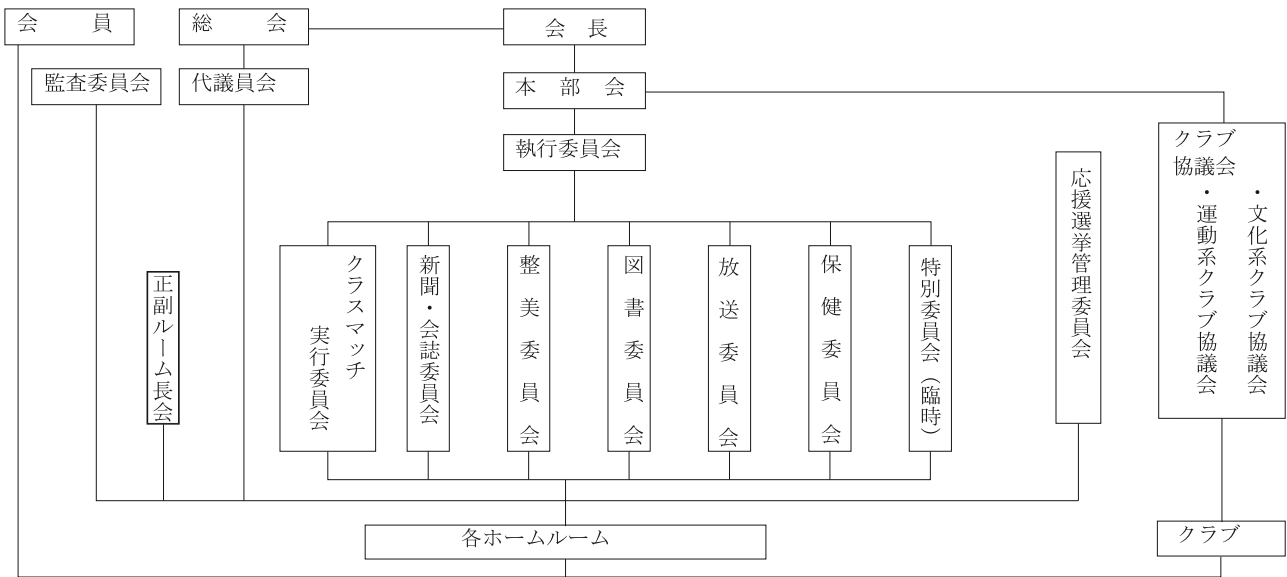 会員
総会
会長
監査委員会
代議員会
本部会
執行委員会
クラブ
協議会
・文化系クラブ協議会
・運動系クラブ協議会
応援選挙管理委員会
正副ルーム長会
クラスマッチ
実行委員会
新聞・会誌委員会
整美委員会
図書委員会
放送委員会
保健委員会
特別委員会（臨時）
各ホームルーム
クラブ